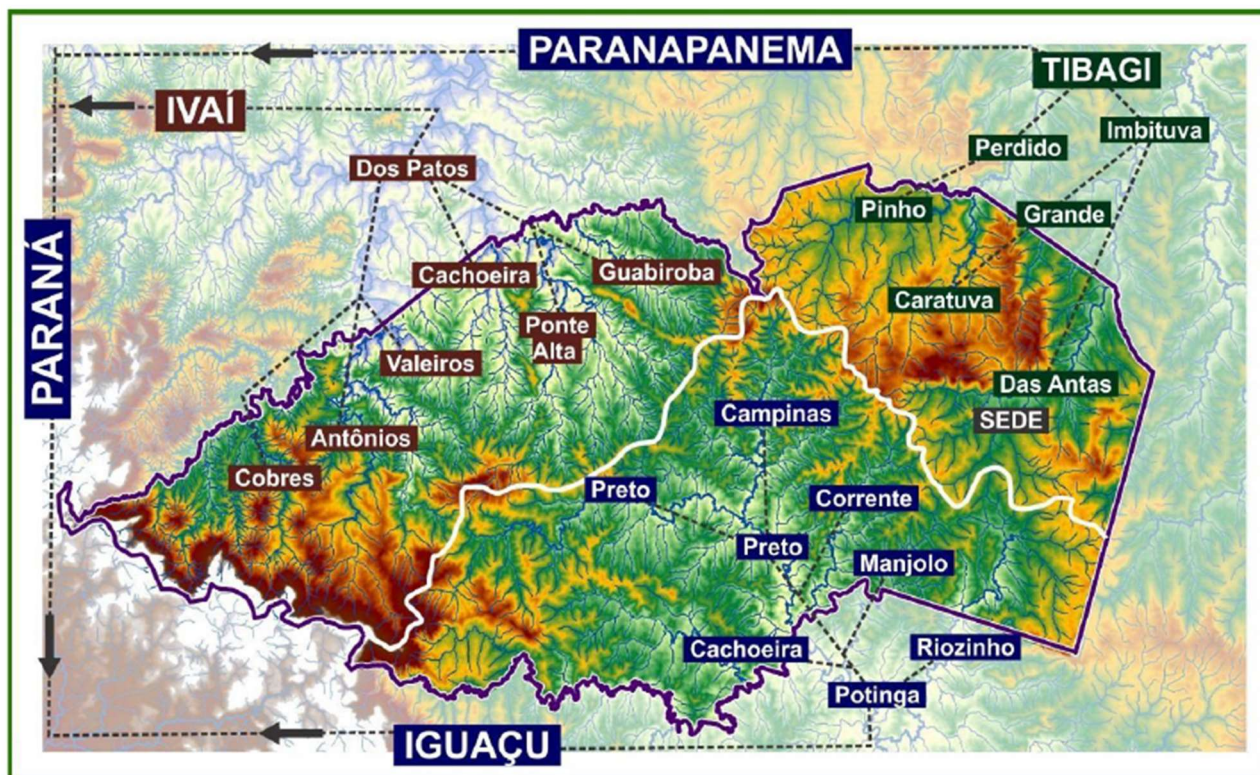 PARANAPANEMA
TIBAGI
IVAÍ
Imbituva
Perdido
Dos Patos
Pinho
Grande
PARANÁ
Cachoeira
Guabiroba
Caratuva
Ponte
Alta
Valeiros
Das Antas
Campinas
SEDE
Antônios
Cobres
Preto
Corrente
Preto
Manjolo
Cachoeira
Riozinho
Potinga
IGUAÇU